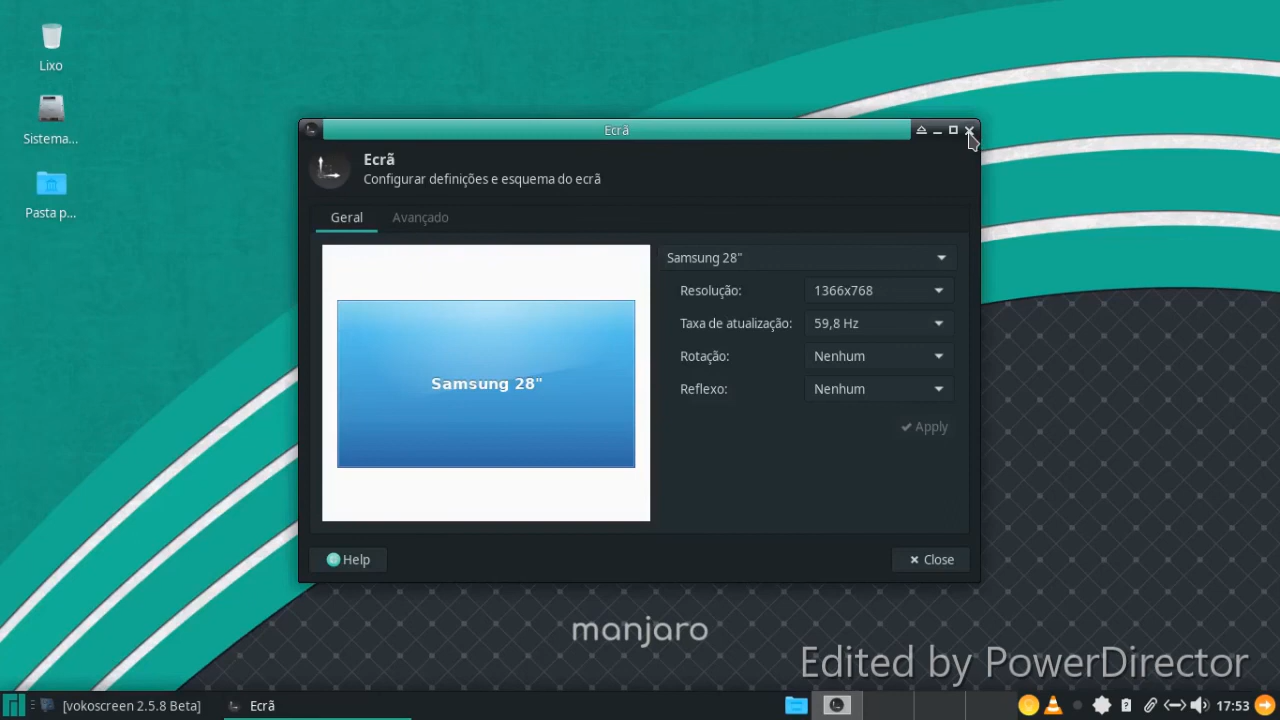 Lixo
Sistema...
Pasta p...
Ecrã
Ecrã
Configurar definições e esquema do ecrã
Geral
Avançado
Samsung 28"
Samsung 28"
Resolução:
1366x768
Taxa de atualização:
59,8 Hz
Rotação:
Nenhum
Reflexo:
Nenhum
Apply
Help
Close
manjaro
Edited by PowerDirector
[vokoscreen 2.5.8 Beta]
Ecrã
17:53